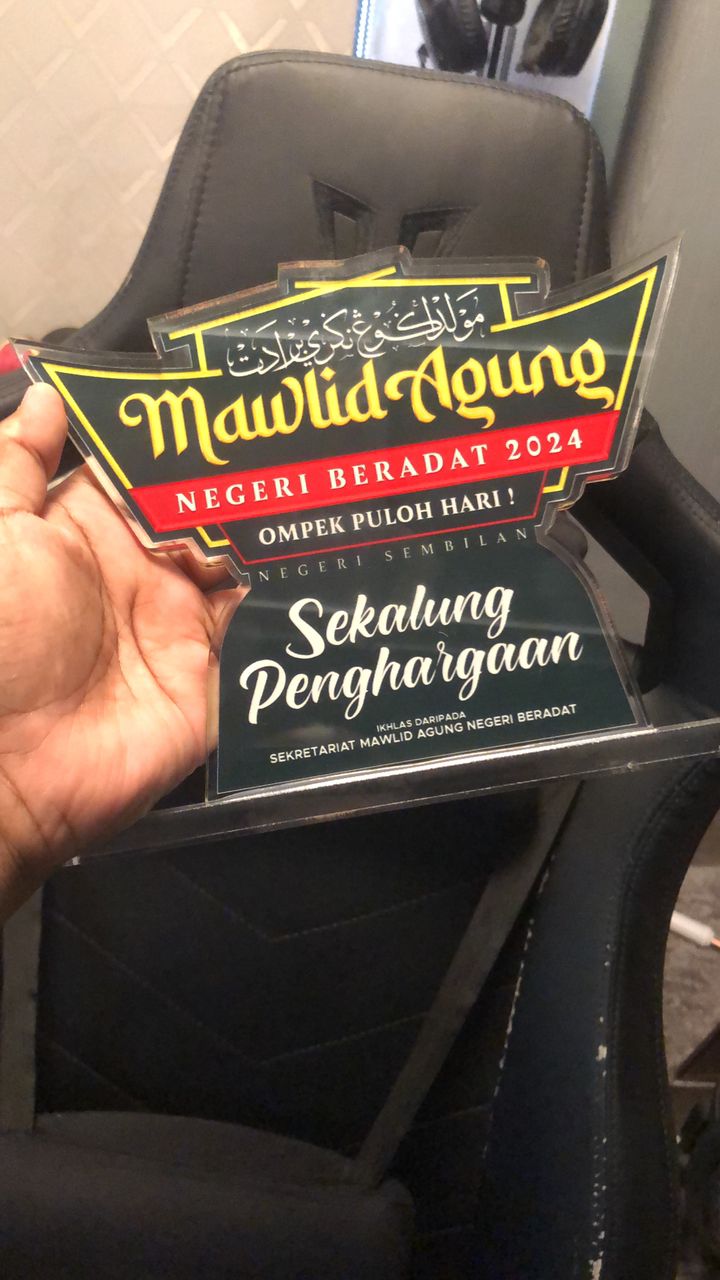 مولد اݢوڠ نڬري برادت
Mawlid Agung
NEGERI BERADAT 2024
OMPEK PULOH HARI !
NEGERI SEMBILAN
Sekalung
Penghargaan
IKHLAS DARIPADA
SEKRETARIAT MAWLID AGUNG NEGERI BERADAT